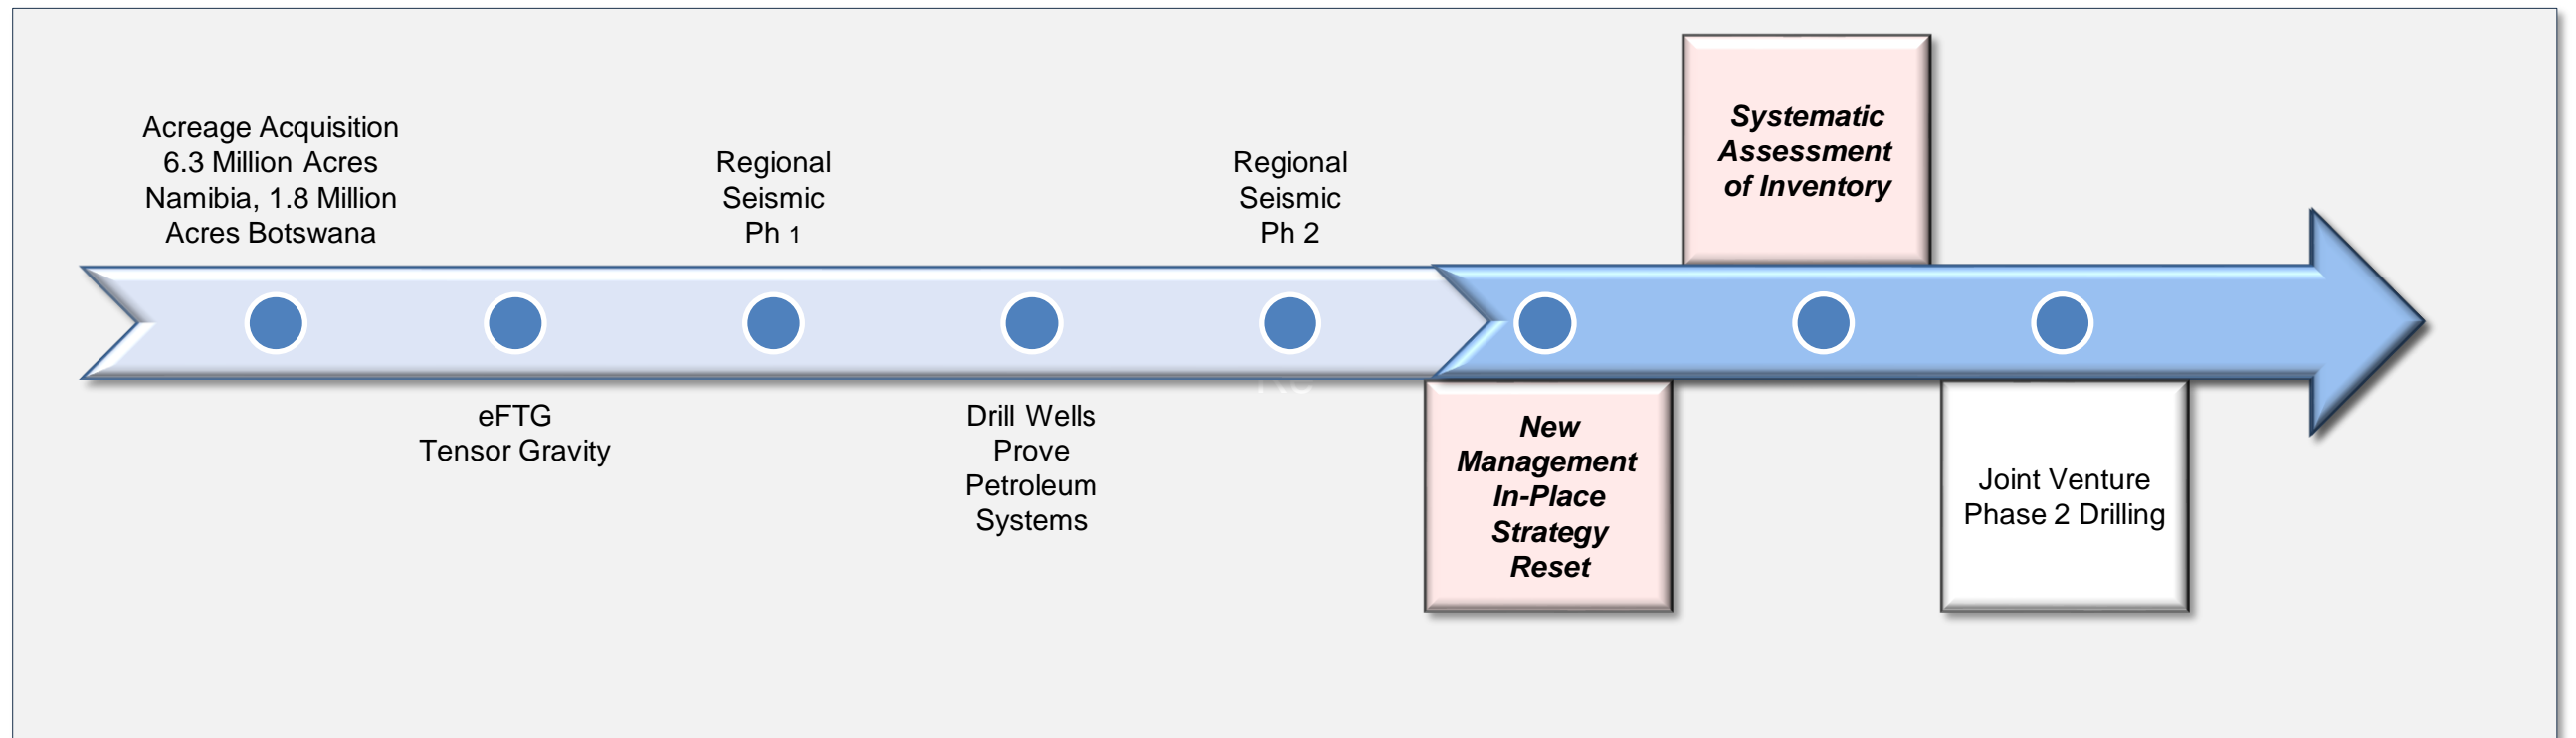 Acreage Acquisition
6.3 Million Acres
Namibia, 1.8 Million
Acres Botswana
eFTG
Tensor Gravity
Regional
Seismic
Ph 1
Drill Wells
Prove
Petroleum
Systems
Regional
Seismic
Ph 2
New
Management
In-Place
Strategy
Reset
Systematic
Assessment
of Inventory
Joint Venture
Phase 2 Drilling